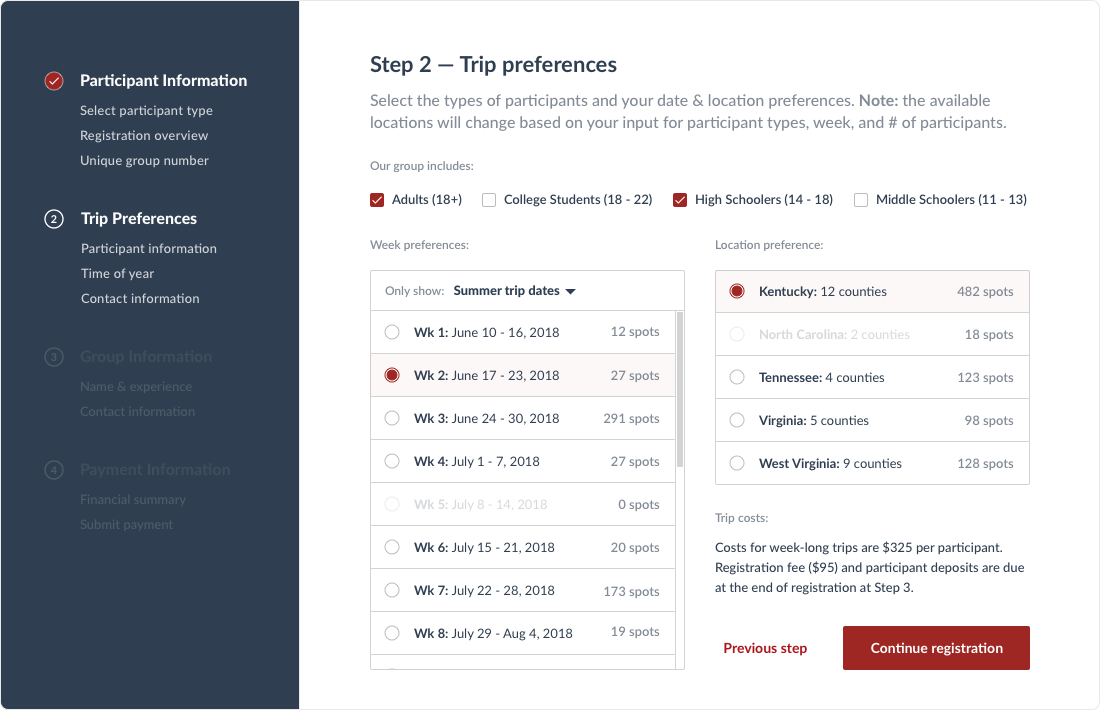 Participant Information
Select participant type
Registration overview
Unique group number
2 Trip Preferences
Participant information
Time of year
Contact information
3 Group Information
Name & experience
Contact information
4 Payment Information
Financial summary
Submit payment
Step 2 — Trip preferences
Select the types of participants and your date & location preferences. Note: the available
locations will change based on your input for participant types, week, and # of participants.
Our group includes:
Adults (18+) College Students (18 - 22) High Schoolers (14 - 18) Middle Schoolers (11 - 13)
Week preferences:
Only show: Summer trip dates
Wk 1: June 10 - 16, 2018 12 spots
Wk 2: June 17 - 23, 2018 27 spots
Wk 3: June 24 - 30, 2018 291 spots
Wk 4: July 1 - 7, 2018 27 spots
Wk 5: July 8 - 14, 2018 0 spots
Wk 6: July 15 - 21, 2018 20 spots
Wk 7: July 22 - 28, 2018 173 spots
Wk 8: July 29 - Aug 4, 2018 19 spots
Location preference:
Kentucky: 12 counties 482 spots
North Carolina: 2 counties 18 spots
Tennessee: 4 counties 123 spots
Virginia: 5 counties 98 spots
West Virginia: 9 counties 128 spots
Trip costs:
Costs for week-long trips are $325 per participant.
Registration fee ($95) and participant deposits are due
at the end of registration at Step 3.
Previous step Continue registration